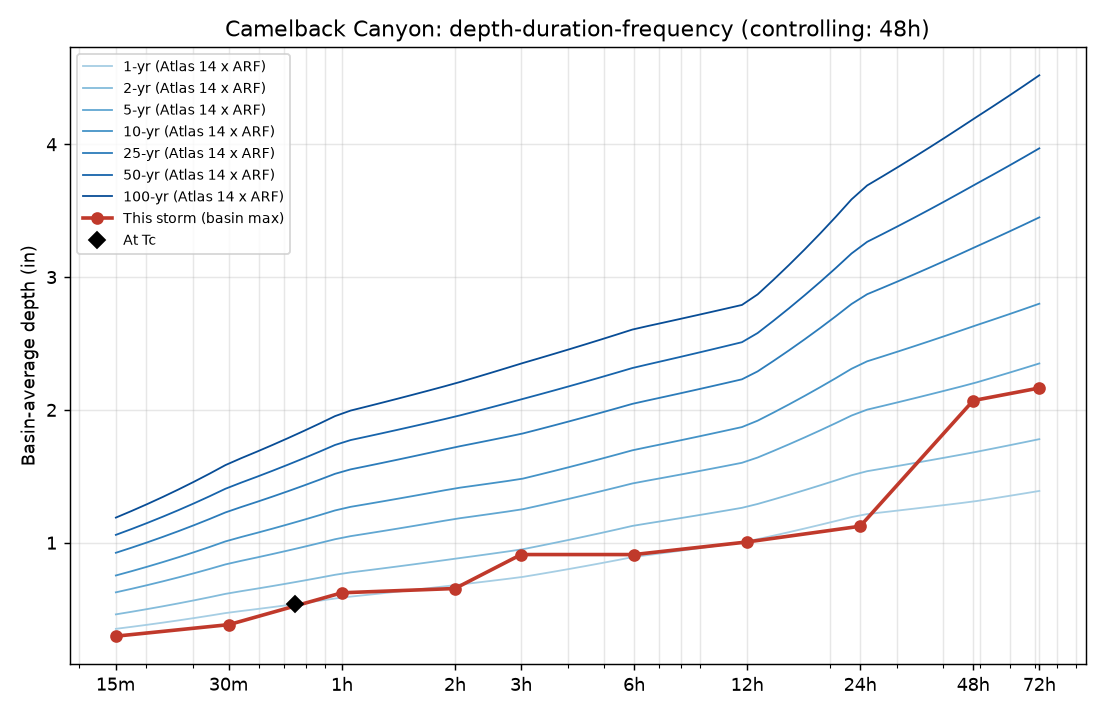 Camelback Canyon: depth-duration-frequency (controlling: 48h)
1-yr (Atlas 14 x ARF)
2-yr (Atlas 14 x ARF)
5-yr (Atlas 14 x ARF)
10-yr (Atlas 14 x ARF)
25-yr (Atlas 14 x ARF)
50-yr (Atlas 14 x ARF)
100-yr (Atlas 14 x ARF)
This storm (basin max)
At Tc
Basin-average depth (in)
4
3
2
1
15m 30m 1h 2h 3h 6h 12h 24h 48h 72h